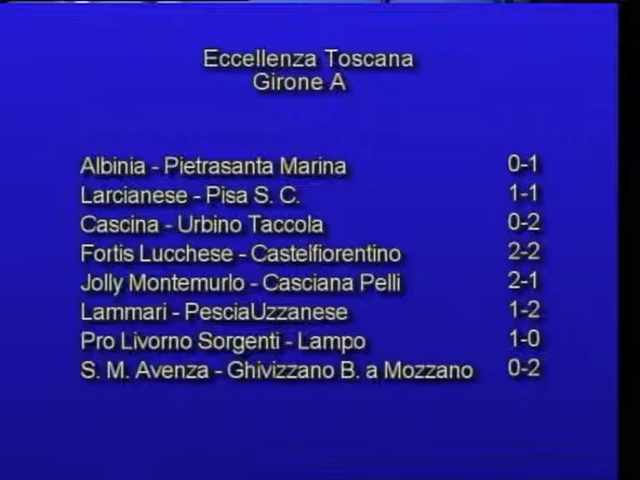 Eccellenza Toscana
Girone A
Albinia - Pietrasanta Marina 0-1
Larcianese - Pisa S. C. 1-1
Cascina - Urbino Taccola 0-2
Fortis Lucchese - Castelfiorentino 2-2
Jolly Montemurlo - Casciana Pelli 2-1
Lammari - PesciaUzzanese 1-2
Pro Livorno Sorgenti - Lampo 1-0
S. M. Avenza - Ghivizzano B. a Mozzano 0-2